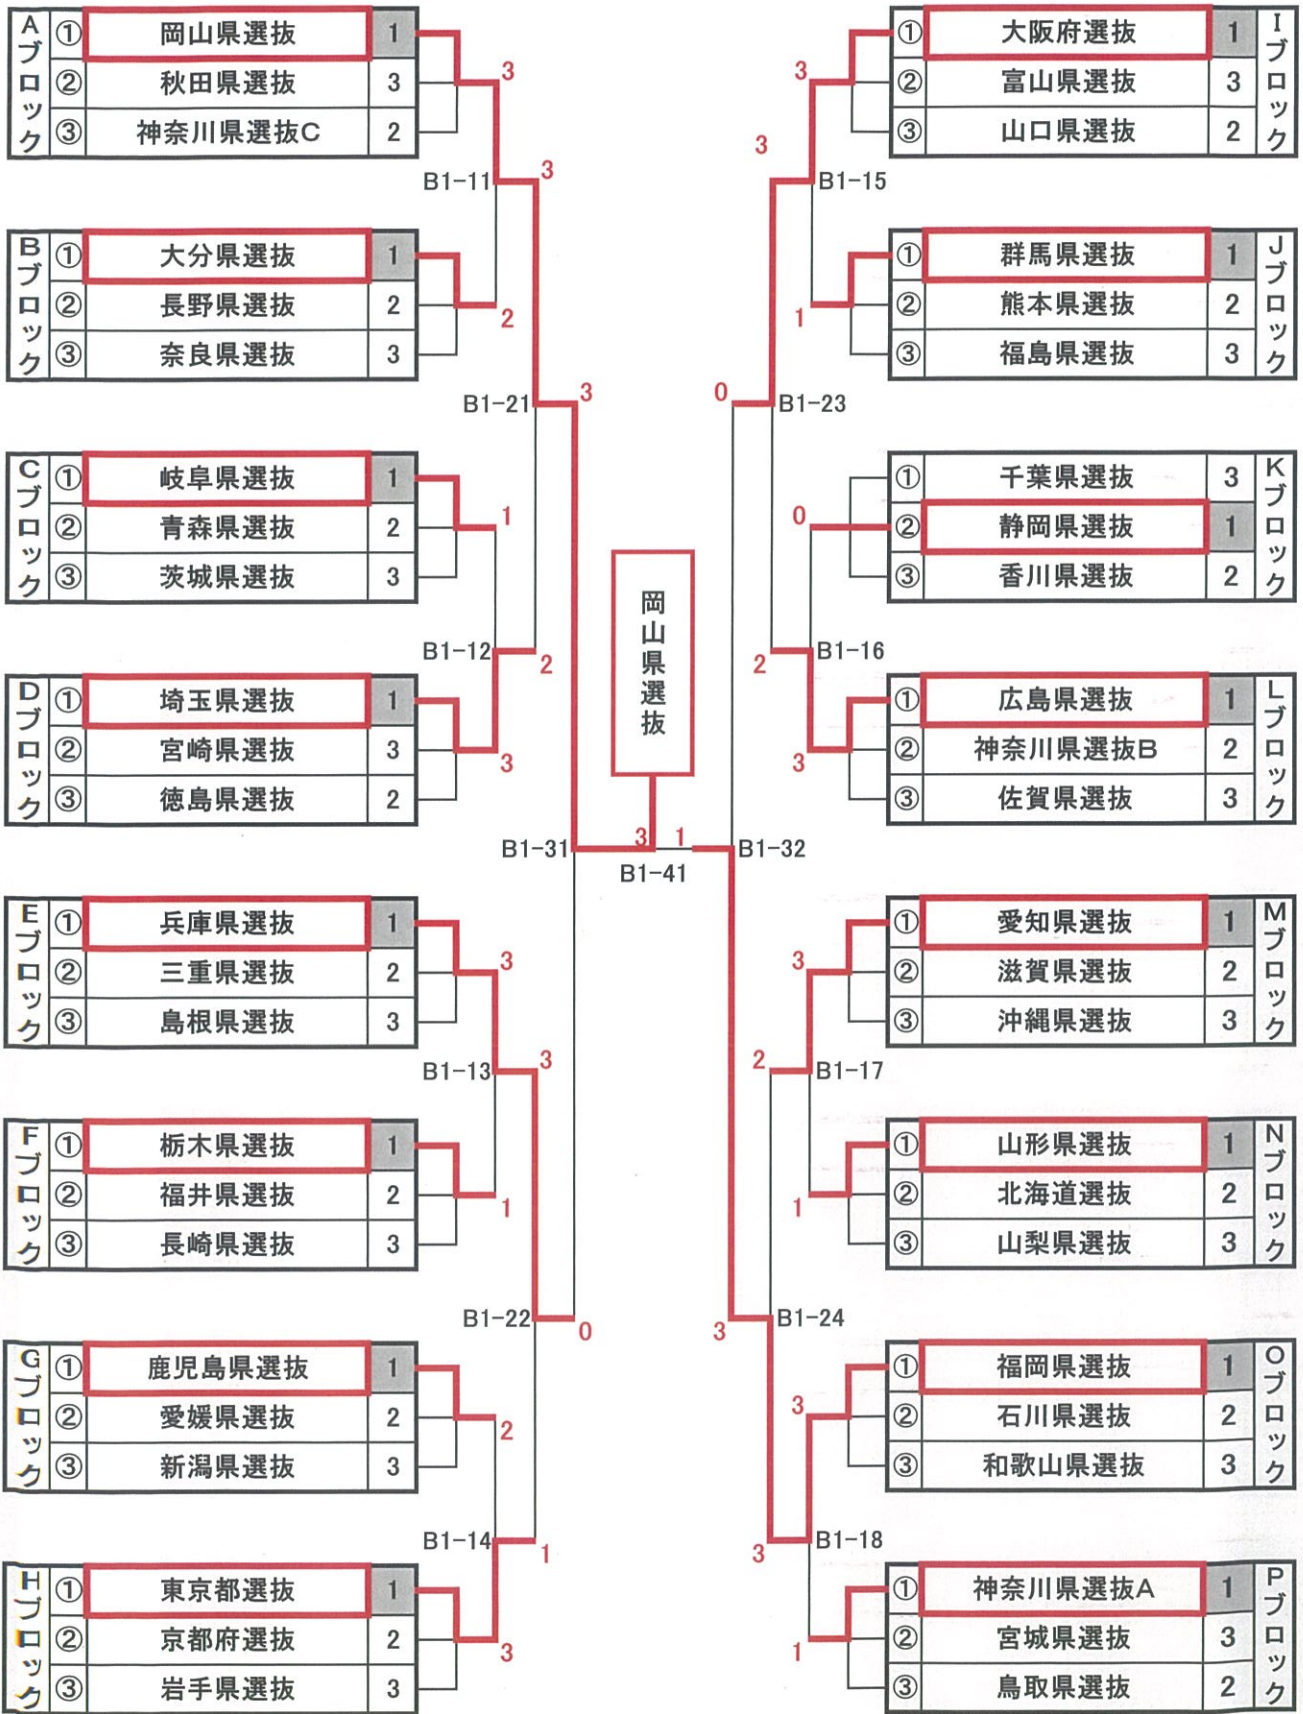 Aブロック
① 岡山県選抜 1
② 秋田県選抜 3
③ 神奈川県選抜C 2
3
B1-11
3
Bブロック
① 大分県選抜 1
② 長野県選抜 2
③ 奈良県選抜 3
2
B1-21
3
Cブロック
① 岐阜県選抜 1
② 青森県選抜 2
③ 茨城県選抜 3
1
B1-12
2
Dブロック
① 埼玉県選抜 1
② 宮崎県選抜 3
③ 徳島県選抜 2
3
B1-31
Eブロック
① 兵庫県選抜 1
② 三重県選抜 2
③ 島根県選抜 3
3
B1-13
3
Fブロック
① 栃木県選抜 1
② 福井県選抜 2
③ 長崎県選抜 3
1
B1-22
0
Gブロック
① 鹿児島県選抜 1
② 愛媛県選抜 2
③ 新潟県選抜 3
2
B1-14
1
Hブロック
① 東京都選抜 1
② 京都府選抜 2
③ 岩手県選抜 3
3
岡山県選抜
3 1
B1-41
Iブロック
① 大阪府選抜 1
② 富山県選抜 3
③ 山口県選抜 2
3
3
B1-15
Jブロック
① 群馬県選抜 1
② 熊本県選抜 2
③ 福島県選抜 3
1
0
B1-23
Kブロック
① 千葉県選抜 3
② 静岡県選抜 1
③ 香川県選抜 2
0
2
B1-16
Lブロック
① 広島県選抜 1
② 神奈川県選抜B 2
③ 佐賀県選抜 3
3
B1-32
Mブロック
① 愛知県選抜 1
② 滋賀県選抜 2
③ 沖縄県選抜 3
3
2
B1-17
Nブロック
① 山形県選抜 1
② 北海道選抜 2
③ 山梨県選抜 3
1
3
B1-24
Oブロック
① 福岡県選抜 1
② 石川県選抜 2
③ 和歌山県選抜 3
3
3
B1-18
Pブロック
① 神奈川県選抜A 1
② 宮城県選抜 3
③ 鳥取県選抜 2
1